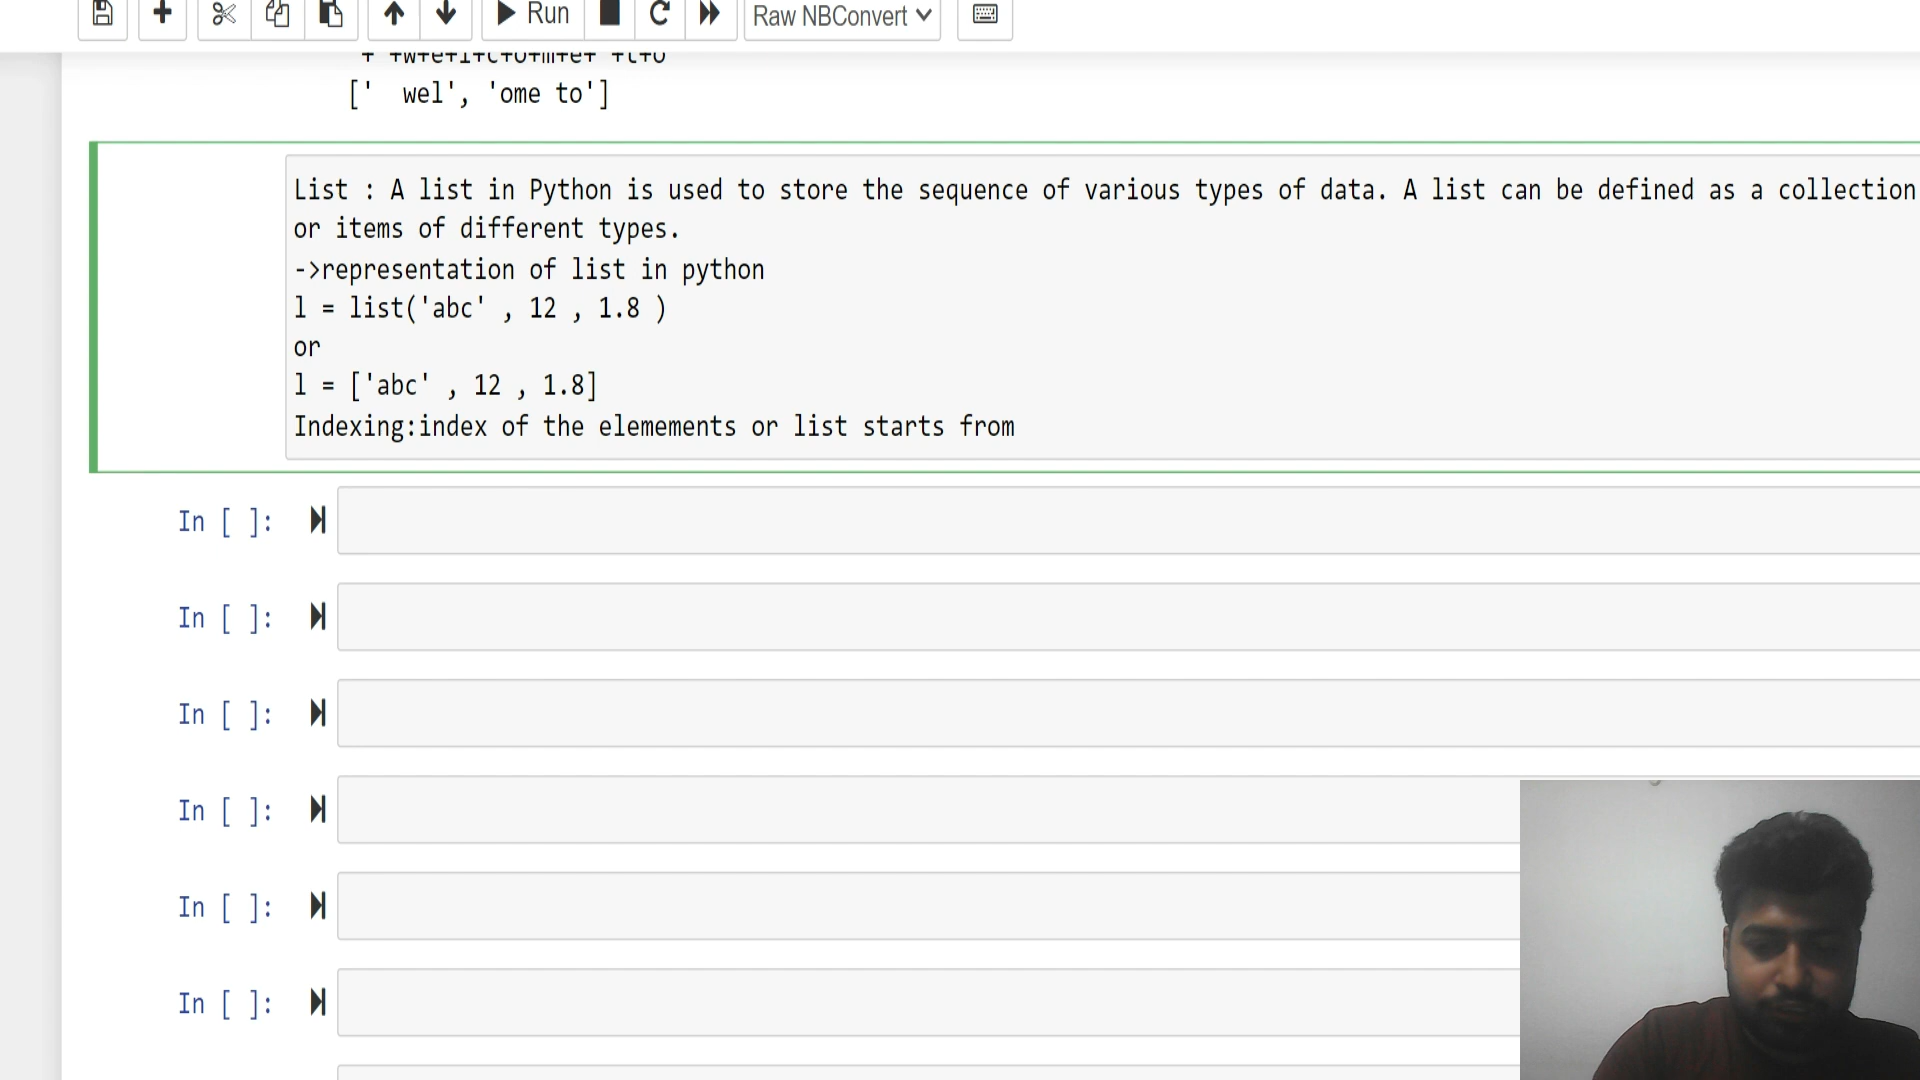 Run
Raw NBConvert
+ +w+e+l+c+o+m+e+ +t+o
['  wel', 'ome to']
List : A list in Python is used to store the sequence of various types of data. A list can be defined as a collection
or items of different types.
->representation of list in python
l = list('abc' , 12 , 1.8 )
or
l = ['abc' , 12 , 1.8]
Indexing:index of the elemements or list starts from
In [ ]:
In [ ]:
In [ ]:
In [ ]:
In [ ]:
In [ ]: